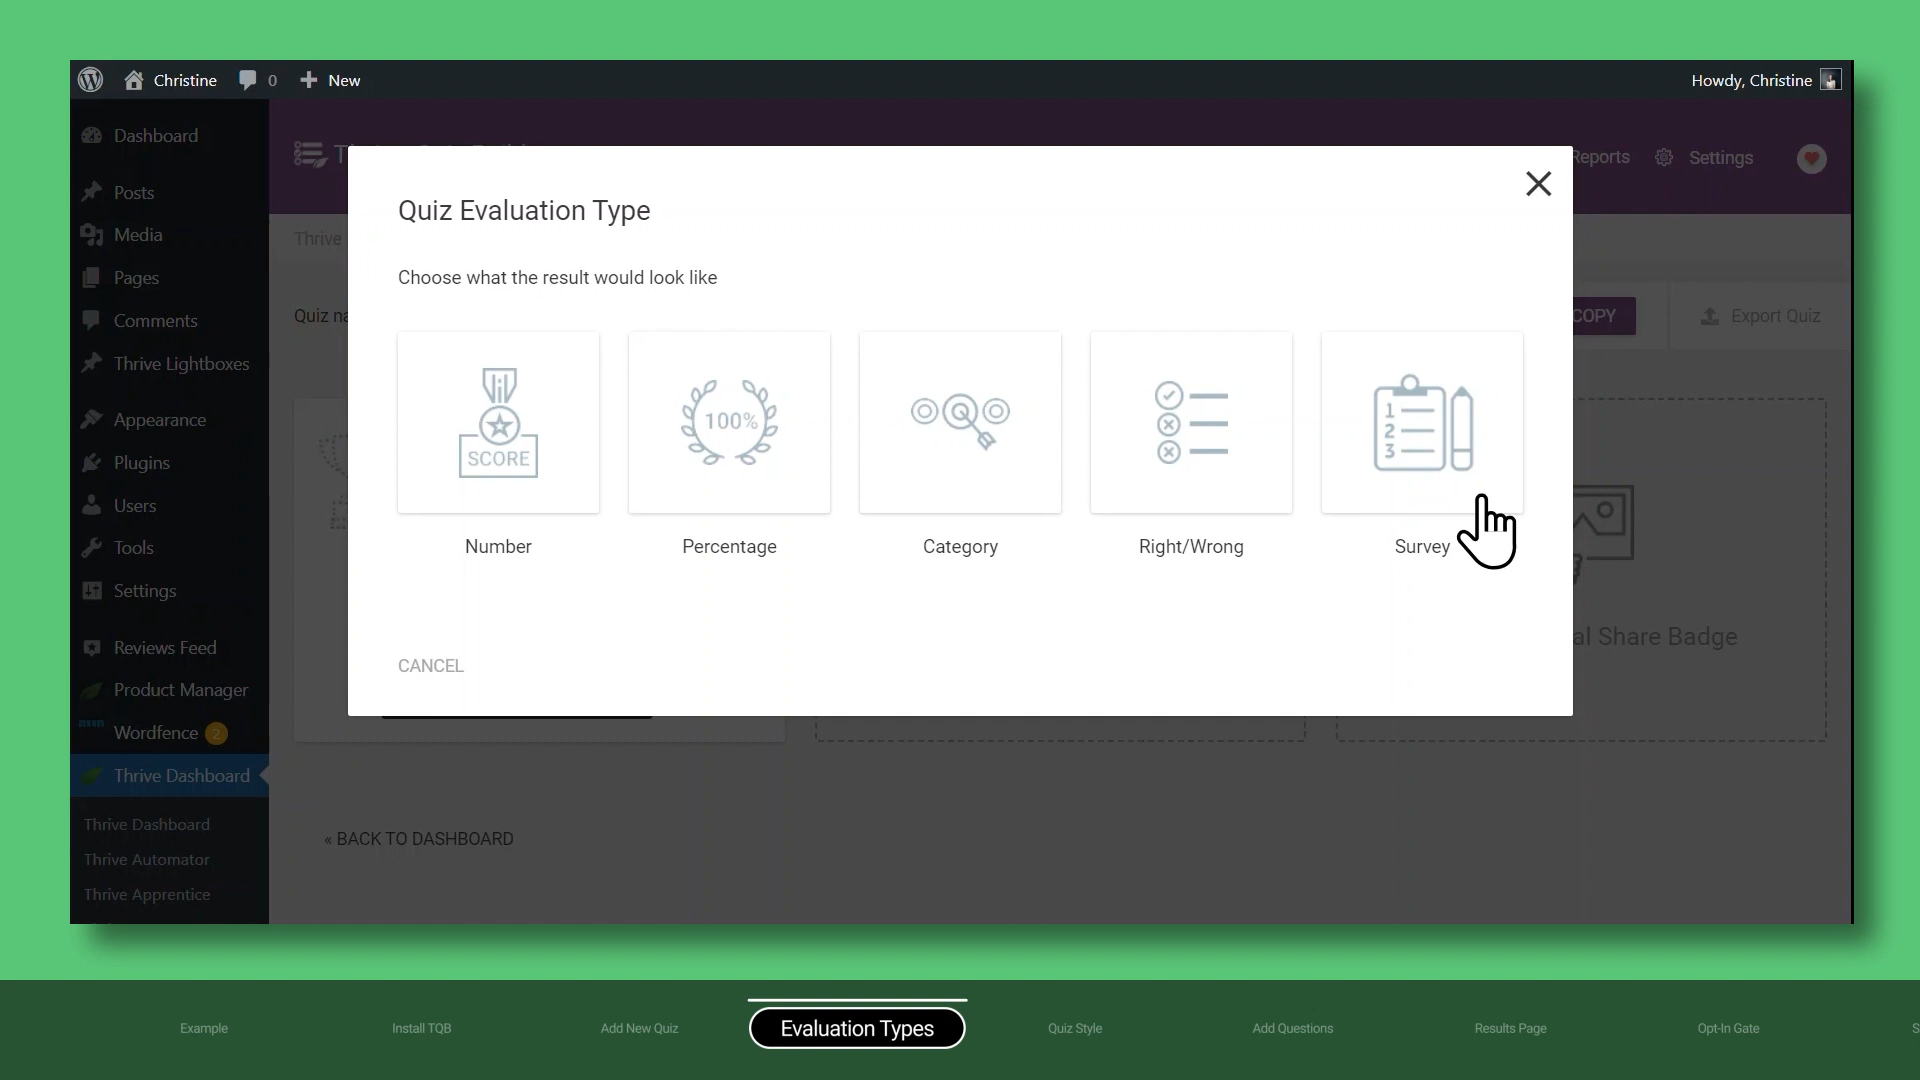 Christine
0
New
Howdy, Christine
Dashboard
Posts
Media
Pages
Comments
Thrive Lightboxes
Appearance
Plugins
Users
Tools
Settings
Reviews Feed
Product Manager
Wordfence 2
Thrive Dashboard
Thrive Dashboard
Thrive Automator
Thrive Apprentice
Reports
Settings
Thrive
Quiz na
COPY
Export Quiz
Quiz Evaluation Type
Choose what the result would look like
SCORE
100%
1
2
3
Number
Percentage
Category
Right/Wrong
Survey
CANCEL
al Share Badge
« BACK TO DASHBOARD
Example
Install TQB
Add New Quiz
Evaluation Types
Quiz Style
Add Questions
Results Page
Opt-In Gate
S